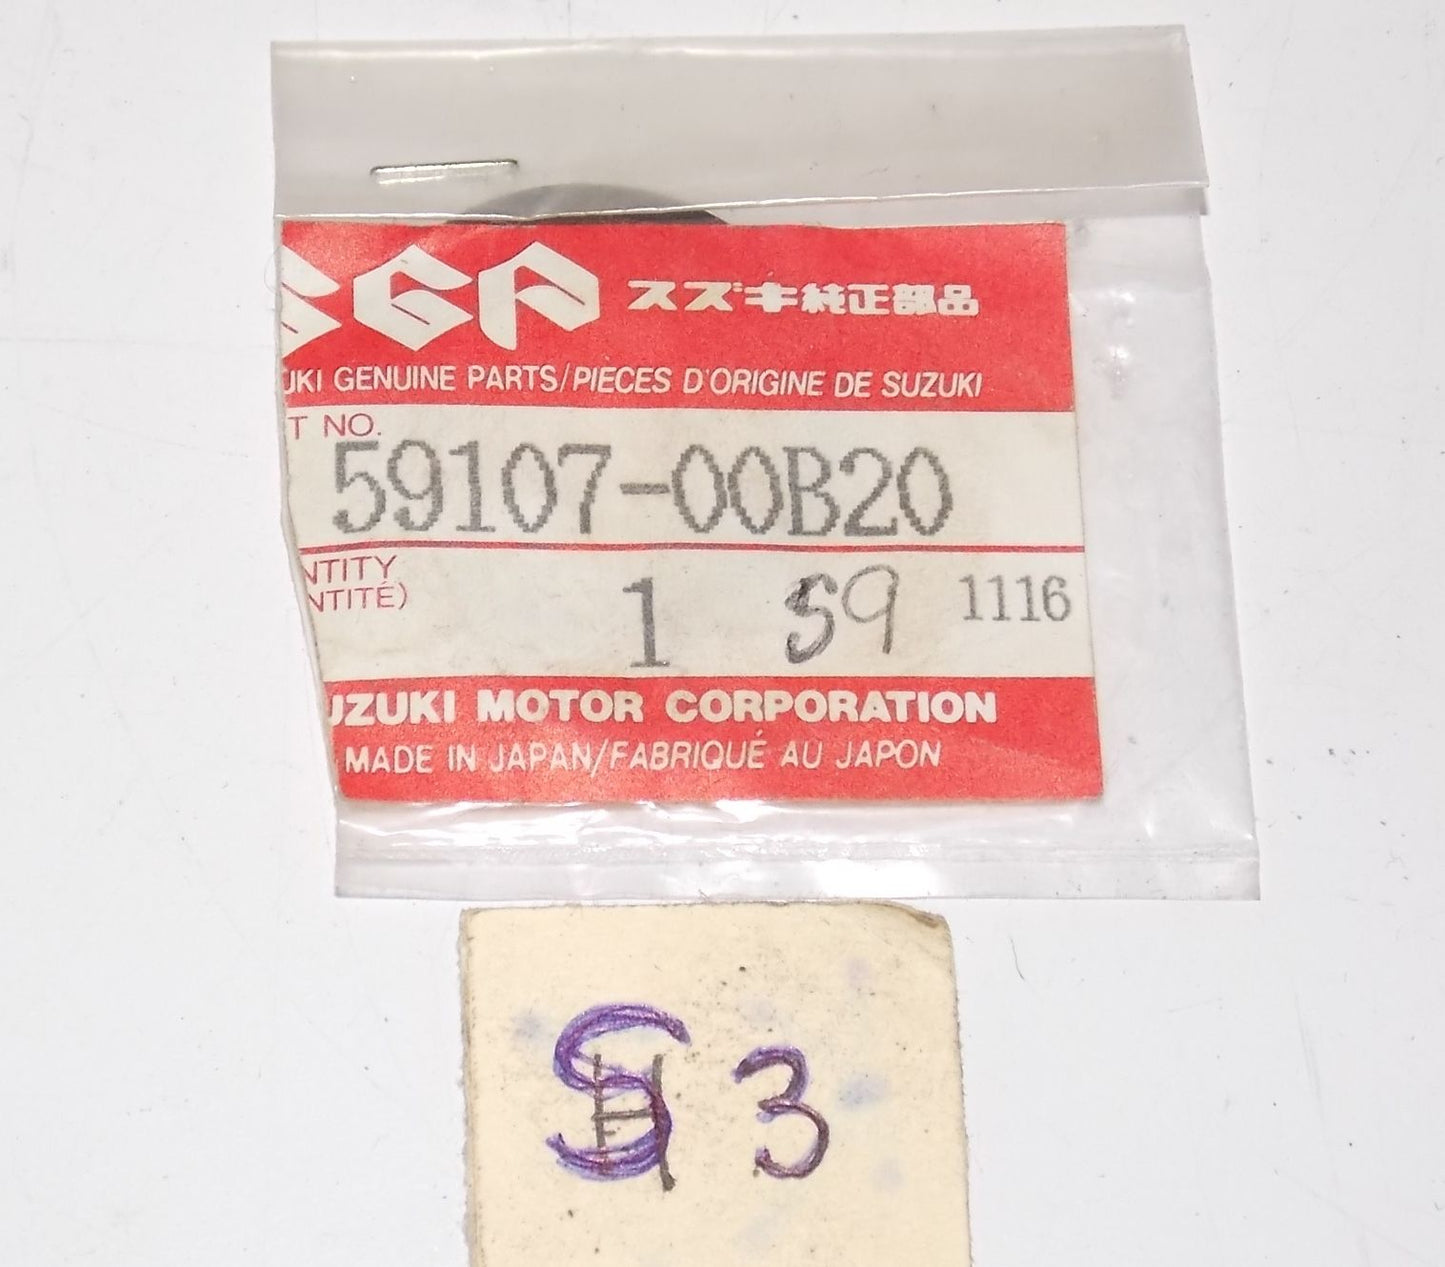 SGP スズキ純正部品
UKI GENUINE PARTS/PIECES D'ORIGINE DE SUZUKI
T NO.
59107-00B20
NTITY
NTITÉ)
1 59 1116
UZUKI MOTOR CORPORATION
MADE IN JAPAN/FABRIQUÉ AU JAPON
S 3